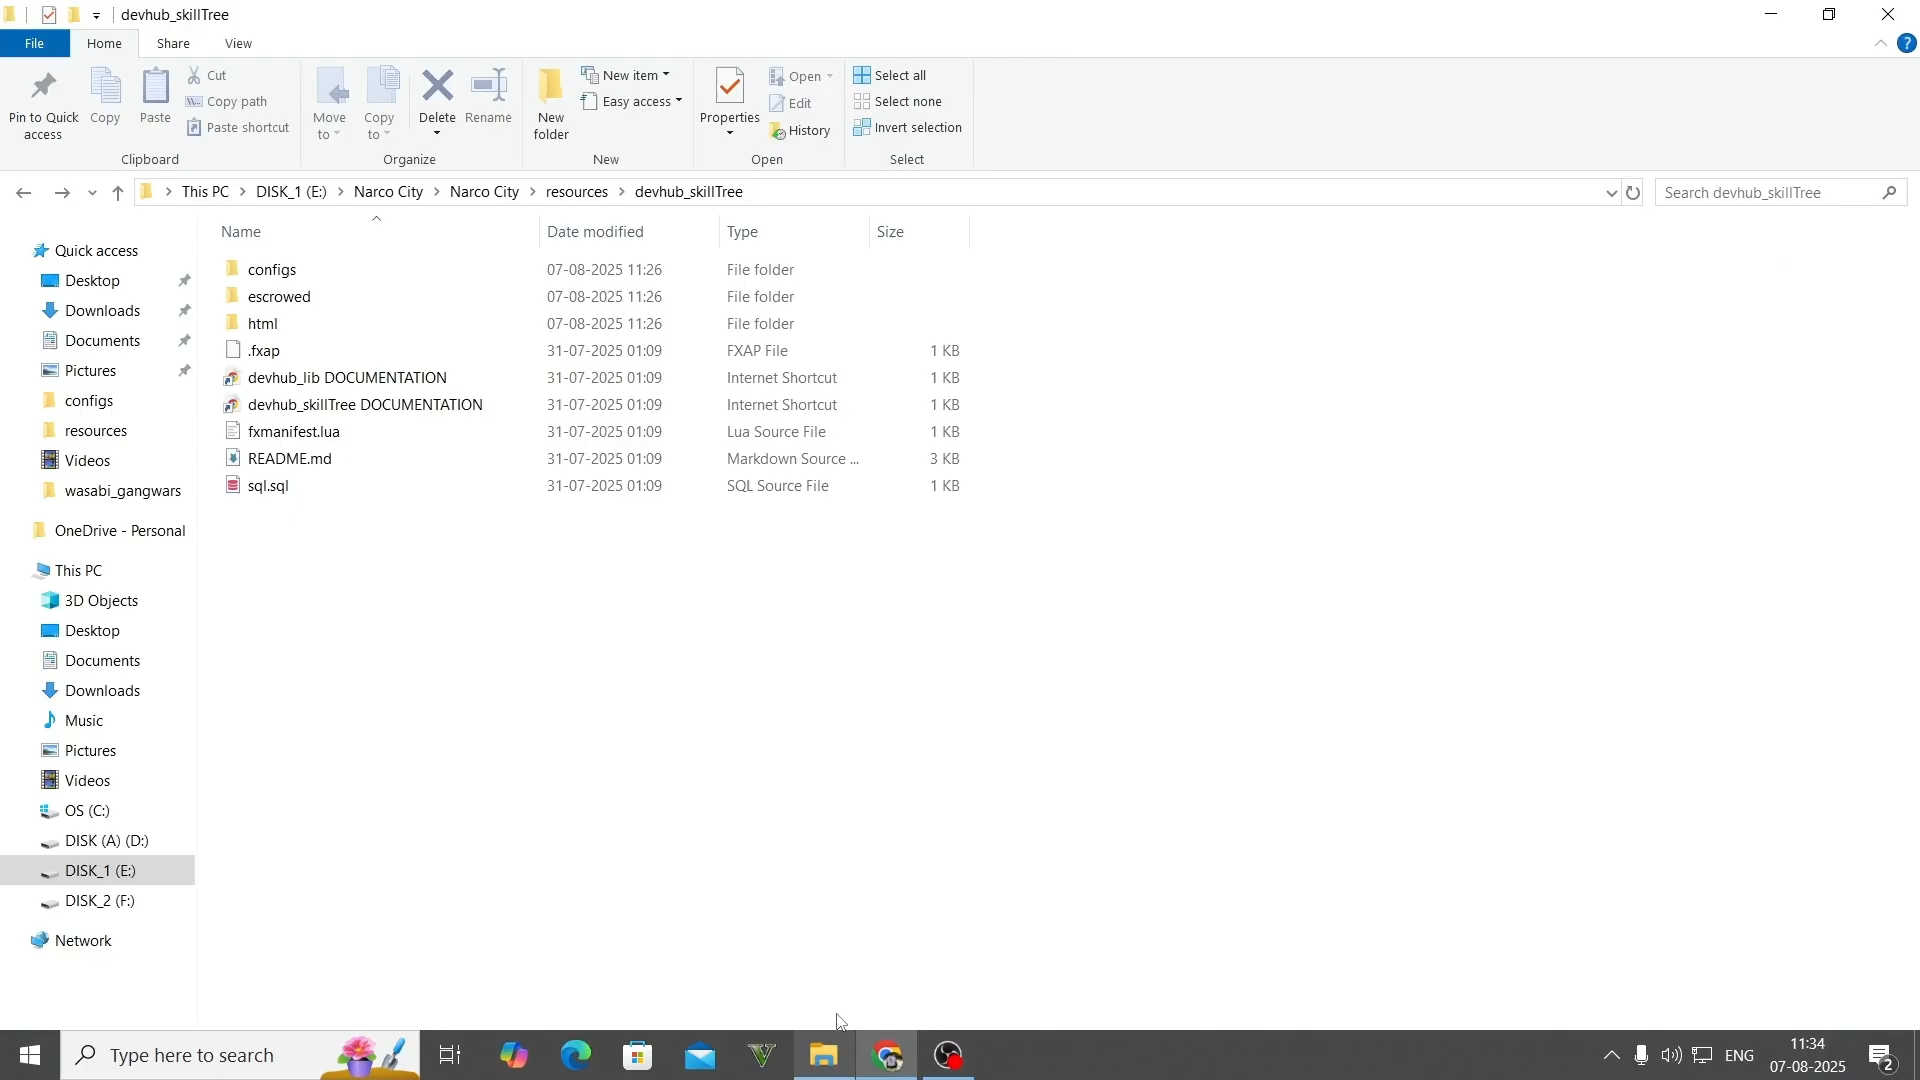 devhub_skillTree
File Home Share View
Pin to Quick access
Copy
Paste
Cut
Copy path
Paste shortcut
Clipboard
Move to
Copy to
Delete
Rename
Organize
New folder
New item
Easy access
New
Properties
Open
Edit
History
Open
Select all
Select none
Invert selection
Select
This PC > DISK_1 (E:) > Narco City > Narco City > resources > devhub_skillTree
Search devhub_skillTree
Name Date modified Type Size
configs 07-08-2025 11:26 File folder
escrowed 07-08-2025 11:26 File folder
html 07-08-2025 11:26 File folder
.fxap 31-07-2025 01:09 FXAP File 1 KB
devhub_lib DOCUMENTATION 31-07-2025 01:09 Internet Shortcut 1 KB
devhub_skillTree DOCUMENTATION 31-07-2025 01:09 Internet Shortcut 1 KB
fxmanifest.lua 31-07-2025 01:09 Lua Source File 1 KB
README.md 31-07-2025 01:09 Markdown Source ... 3 KB
sql.sql 31-07-2025 01:09 SQL Source File 1 KB
Quick access
Desktop
Downloads
Documents
Pictures
configs
resources
Videos
wasabi_gangwars
OneDrive - Personal
This PC
3D Objects
Desktop
Documents
Downloads
Music
Pictures
Videos
OS (C:)
DISK (A) (D:)
DISK_1 (E:)
DISK_2 (F:)
Network
Type here to search
ENG
11:34
07-08-2025
2